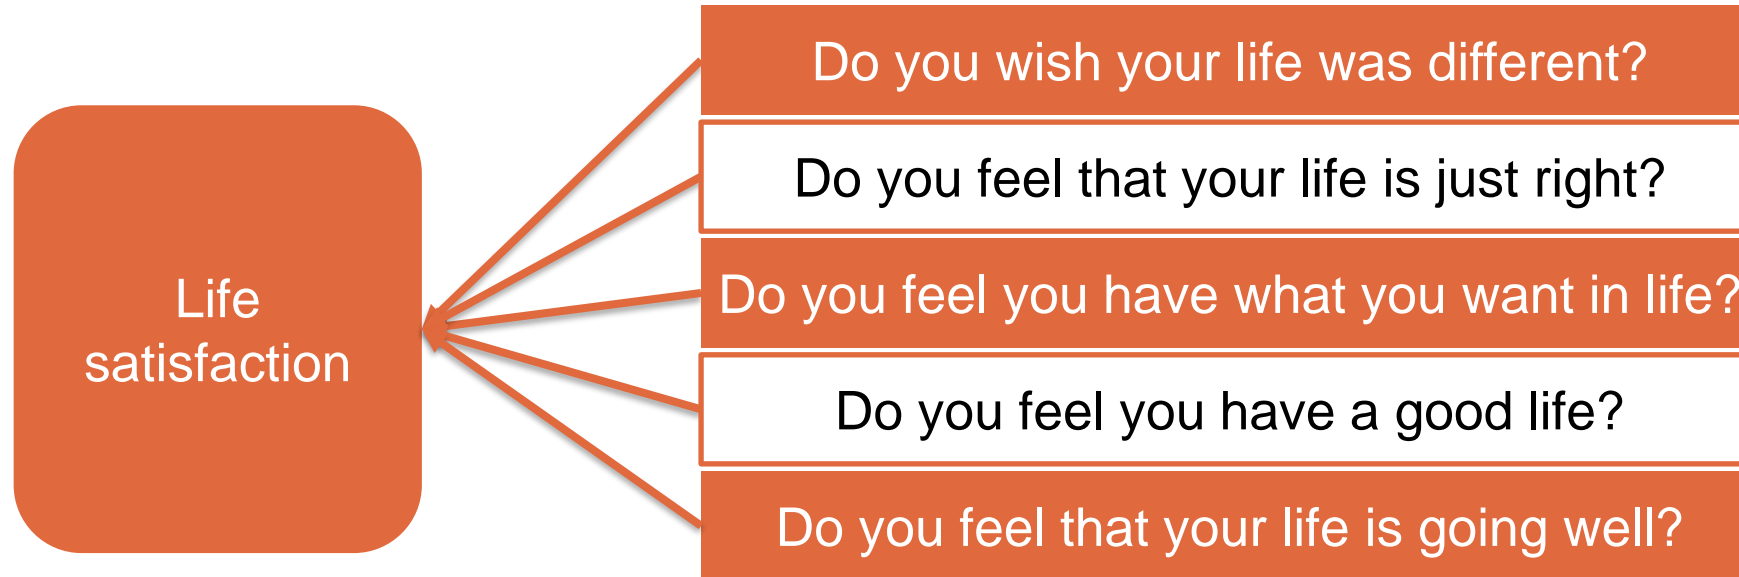 Life
satisfaction
Do you wish your life was different?
Do you feel that your life is just right?
Do you feel you have what you want in life?
Do you feel you have a good life?
Do you feel that your life is going well?